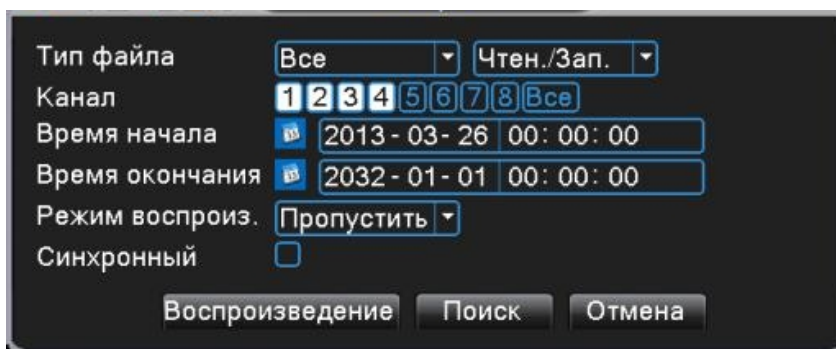 Тип файла Все Чтен./Зап.
Канал 1 2 3 4 5 6 7 8 Все
Время начала 2013 - 03 - 26 00: 00: 00
Время окончания 2032 - 01 - 01 00: 00: 00
Режим воспроиз. Пропустить
Синхронный
Воспроизведение Поиск Отмена